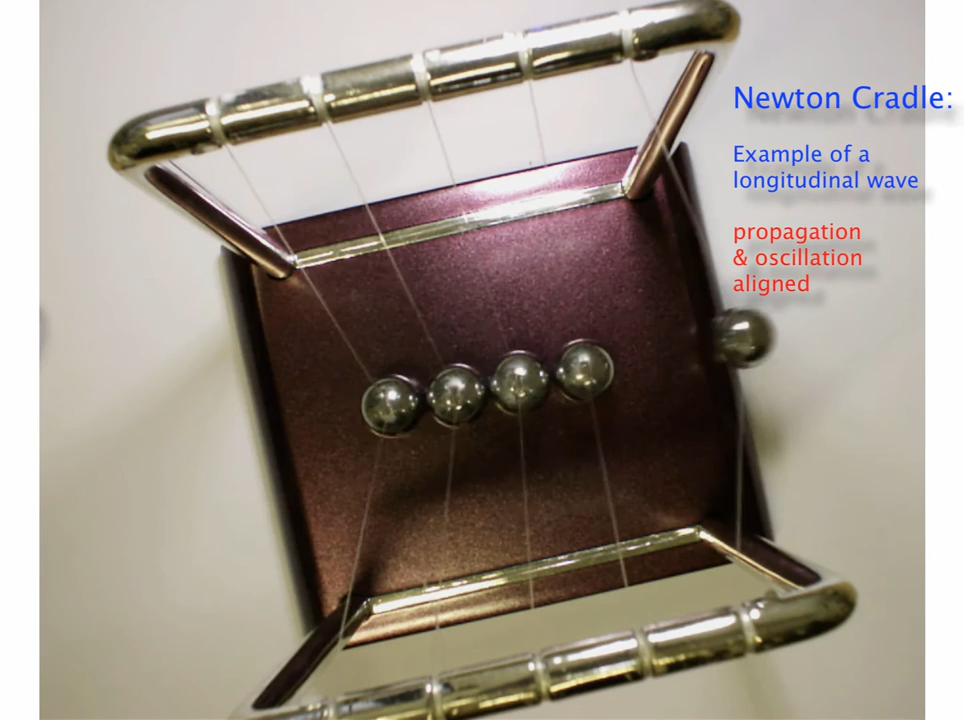 Newton Cradle:
Example of a
longitudinal wave
propagation
& oscillation
aligned